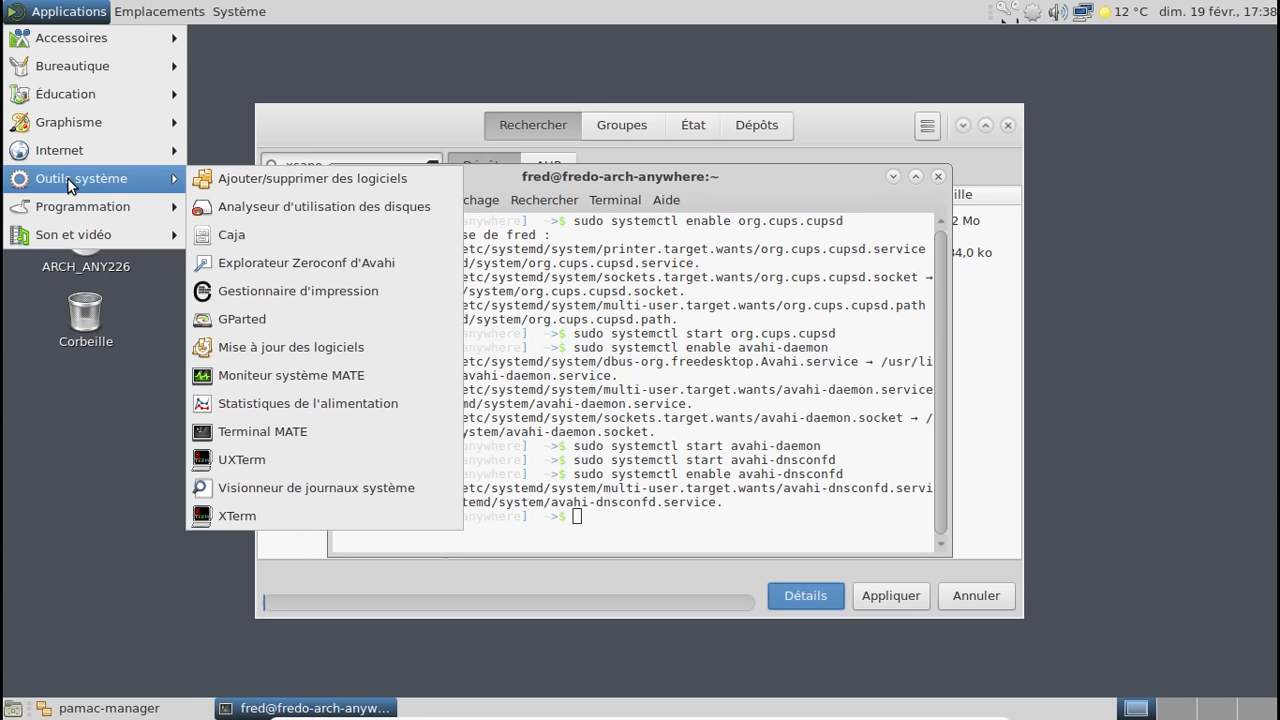 Applications Emplacements Système
12 °C dim. 19 févr., 17:38
Accessoires
Bureautique
Éducation
Graphisme
Internet
Outils système
Programmation
Son et vidéo
ARCH_ANY226
Corbeille
Ajouter/supprimer des logiciels
Analyseur d'utilisation des disques
Caja
Explorateur Zeroconf d'Avahi
Gestionnaire d'impression
GParted
Mise à jour des logiciels
Moniteur système MATE
Statistiques de l'alimentation
Terminal MATE
UXTerm
Visionneur de journaux système
XTerm
Rechercher Groupes État Dépôts
ille
2 Mo
34,0 ko
fred@fredo-arch-anywhere:~
chage Rechercher Terminal Aide
anywhere] ~>$ sudo systemctl enable org.cups.cupsd
se de fred :
etc/systemd/system/printer.target.wants/org.cups.cupsd.service
d/system/org.cups.cupsd.service.
etc/systemd/system/sockets.target.wants/org.cups.cupsd.socket →
/system/org.cups.cupsd.socket.
etc/systemd/system/multi-user.target.wants/org.cups.cupsd.path
d/system/org.cups.cupsd.path.
anywhere] ~>$ sudo systemctl start org.cups.cupsd
anywhere] ~>$ sudo systemctl enable avahi-daemon
etc/systemd/system/dbus-org.freedesktop.Avahi.service → /usr/li
avahi-daemon.service.
etc/systemd/system/multi-user.target.wants/avahi-daemon.service
md/system/avahi-daemon.service.
etc/systemd/system/sockets.target.wants/avahi-daemon.socket → /
ystem/avahi-daemon.socket.
anywhere] ~>$ sudo systemctl start avahi-daemon
anywhere] ~>$ sudo systemctl start avahi-dnsconfd
anywhere] ~>$ sudo systemctl enable avahi-dnsconfd
etc/systemd/system/multi-user.target.wants/avahi-dnsconfd.servi
temd/system/avahi-dnsconfd.service.
anywhere] ~>$
Détails Appliquer Annuler
pamac-manager
fred@fredo-arch-anyw...